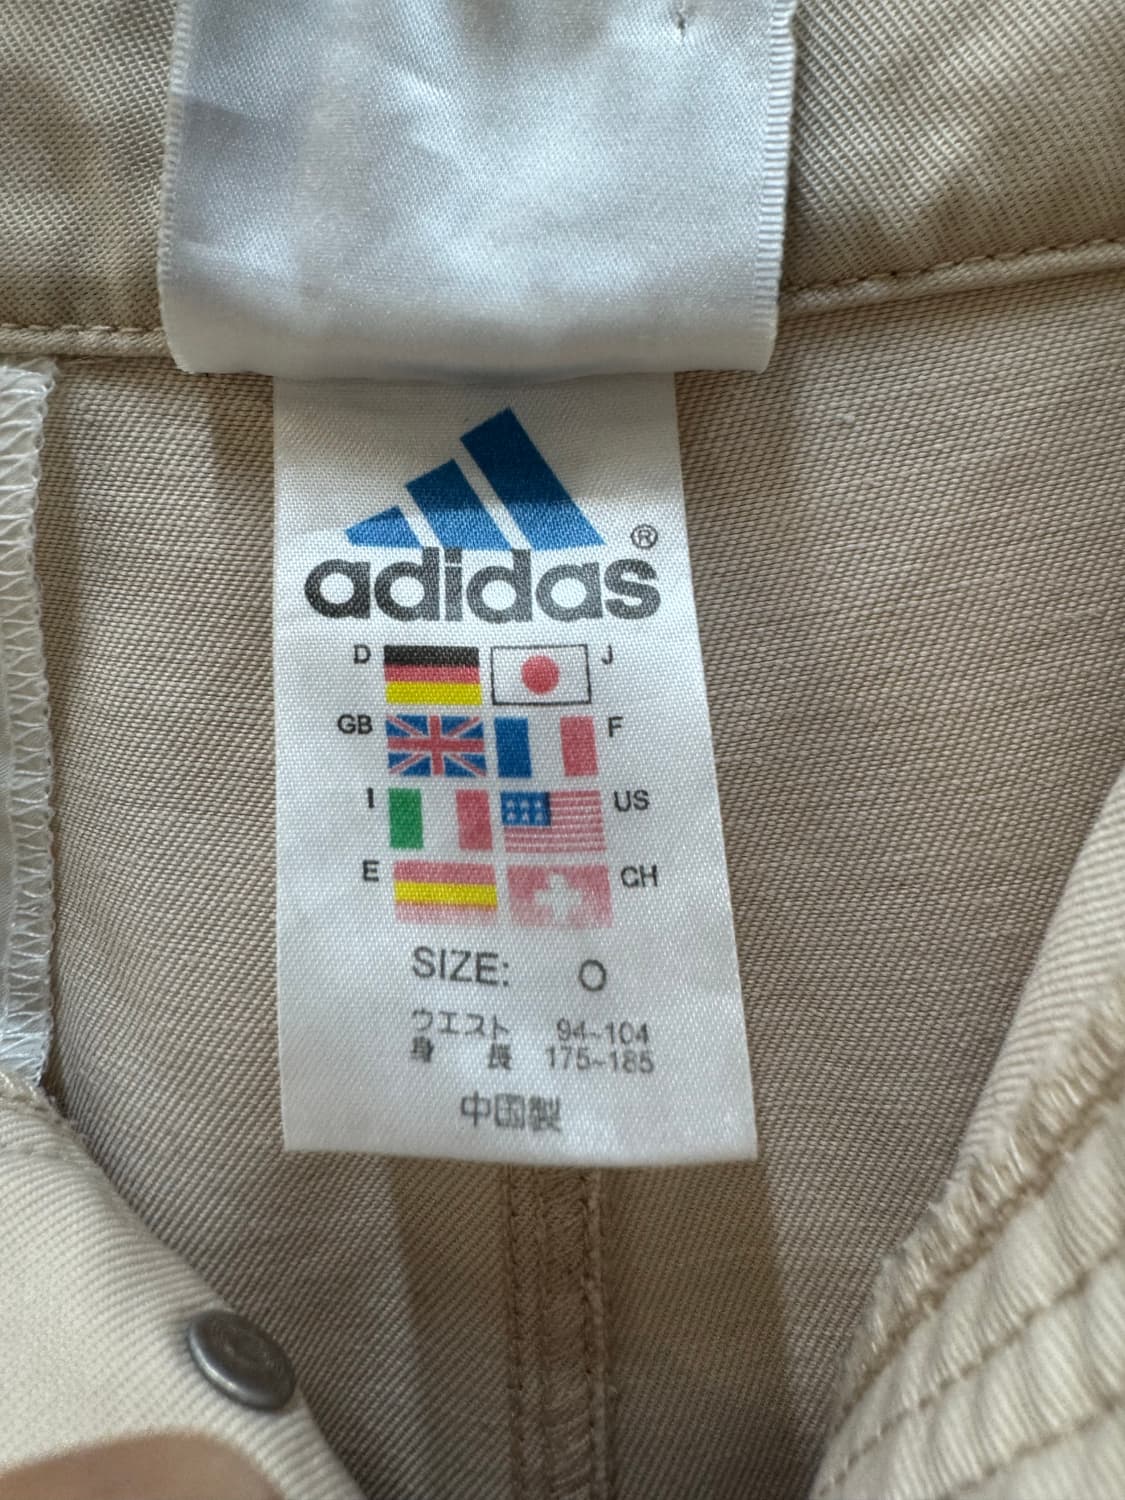 adidas®
D J
GB F
I US
E CH
SIZE: O
ウエスト 94~104
身 長 175~185
中国製